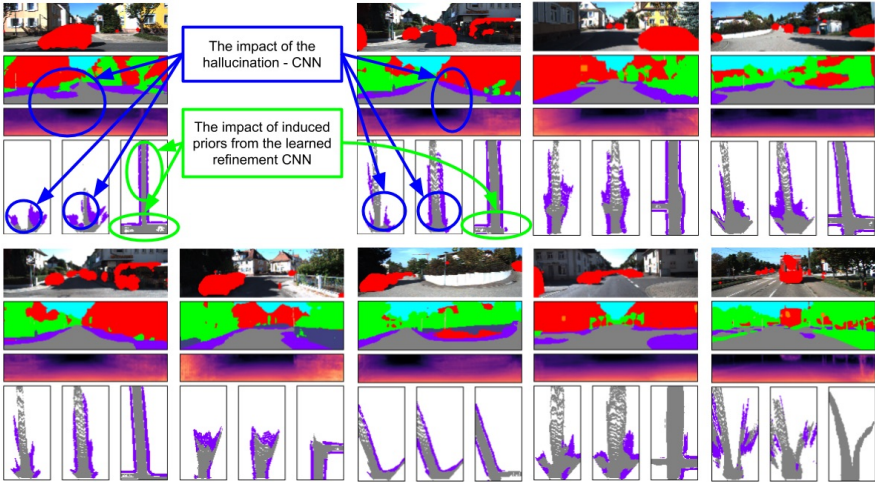 The impact of the
hallucination - CNN
The impact of induced
priors from the learned
refinement CNN